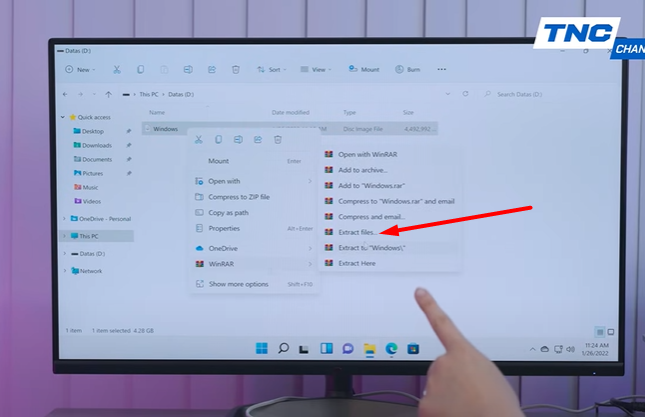 TNC
CHAN
Datas (D:)
New
Sort
View
Mount
Burn
This PC > Datas (D:)
Search Datas (D:)
Name
Date modified
Type
Size
Quick access
Desktop
Downloads
Documents
Pictures
Music
Videos
OneDrive - Personal
This PC
Datas (D:)
Network
Windows
Disc Image File
4,492,992
Mount Enter
Open with
Compress to ZIP file
Copy as path
Properties Alt+Enter
OneDrive
WinRAR
Show more options Shift+F10
Open with WinRAR
Add to archive...
Add to "Windows.rar"
Compress to "Windows.rar" and email
Compress and email...
Extract files...
Extract to "Windows\"
Extract Here
1 item
1 item selected 4.28 GB
11:24 AM
1/26/2022